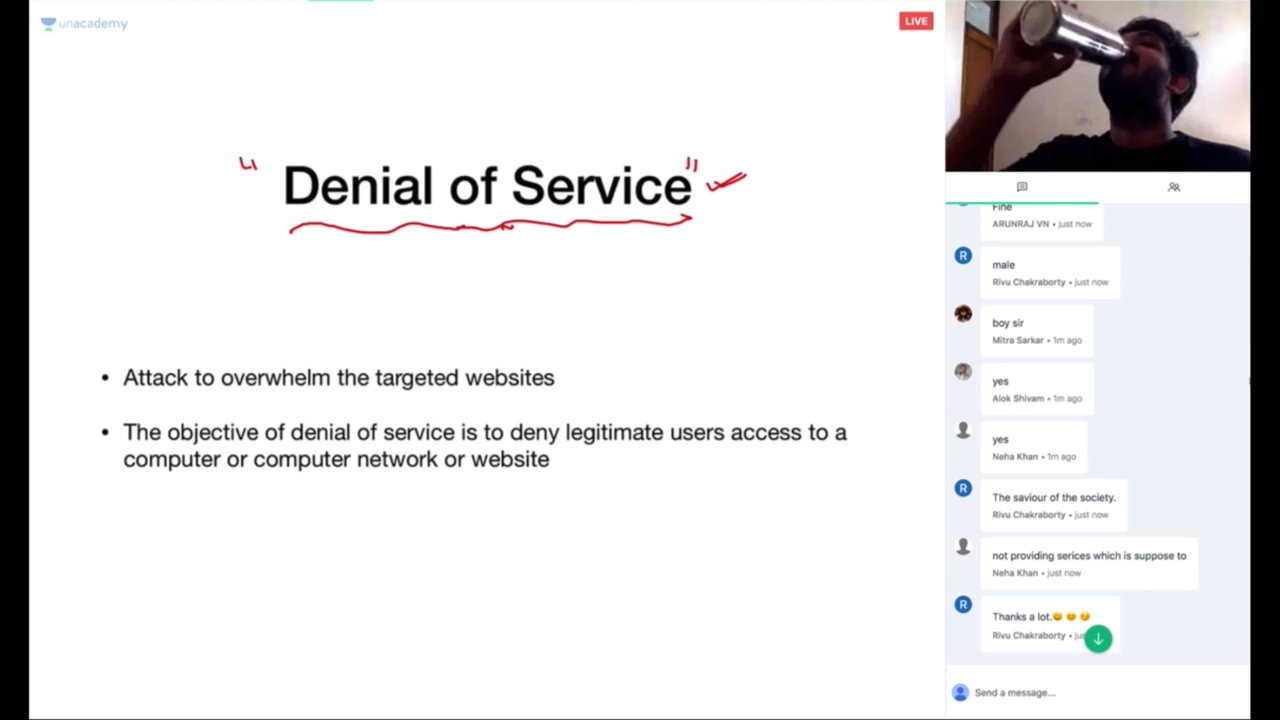 unacademy
LIVE
" Denial of Service"
• Attack to overwhelm the targeted websites
• The objective of denial of service is to deny legitimate users access to a
computer or computer network or website
Fine
ARUNRAJ VN • just now
R
male
Rivu Chakraborty • just now
boy sir
Mitra Sarkar • 1m ago
yes
Alok Shivam • 1m ago
yes
Neha Khan • 1m ago
R
The saviour of the society.
Rivu Chakraborty • just now
not providing serices which is suppose to
Neha Khan • just now
R
Thanks a lot.😀 😊 😏
Rivu Chakraborty •
Send a message...